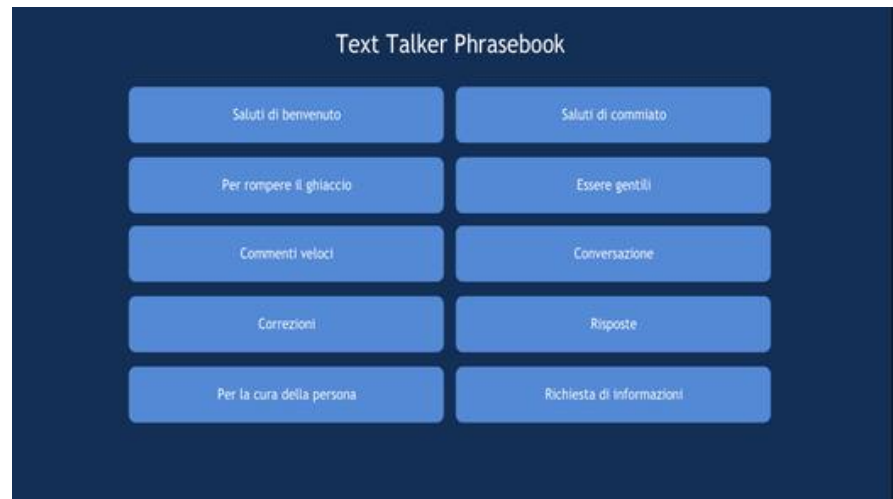 Text Talker Phrasebook
Saluti di benvenuto
Saluti di commiato
Per rompere il ghiaccio
Essere gentili
Commenti veloci
Conversazione
Correzioni
Risposte
Per la cura della persona
Richiesta di informazioni